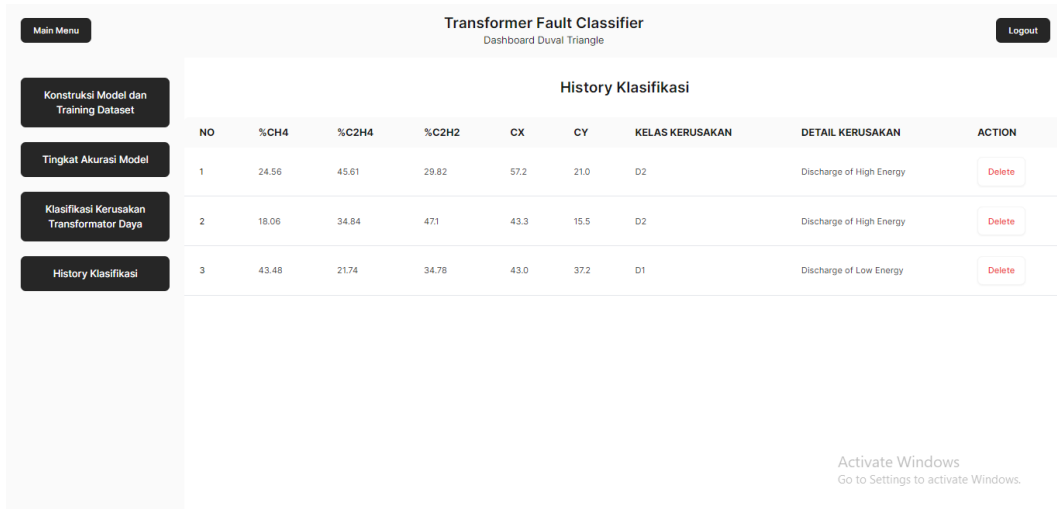 Main Menu
Transformer Fault Classifier
Dashboard Duval Triangle
Logout
Konstruksi Model dan
Training Dataset
Tingkat Akurasi Model
Klasifikasi Kerusakan
Transformator Daya
History Klasifikasi
History Klasifikasi
NO %CH4 %C2H4 %C2H2 CX CY KELAS KERUSAKAN DETAIL KERUSAKAN ACTION
1 24.56 45.61 29.82 57.2 21.0 D2 Discharge of High Energy Delete
2 18.06 34.84 47.1 43.3 15.5 D2 Discharge of High Energy Delete
3 43.48 21.74 34.78 43.0 37.2 D1 Discharge of Low Energy Delete
Activate Windows
Go to Settings to activate Windows.